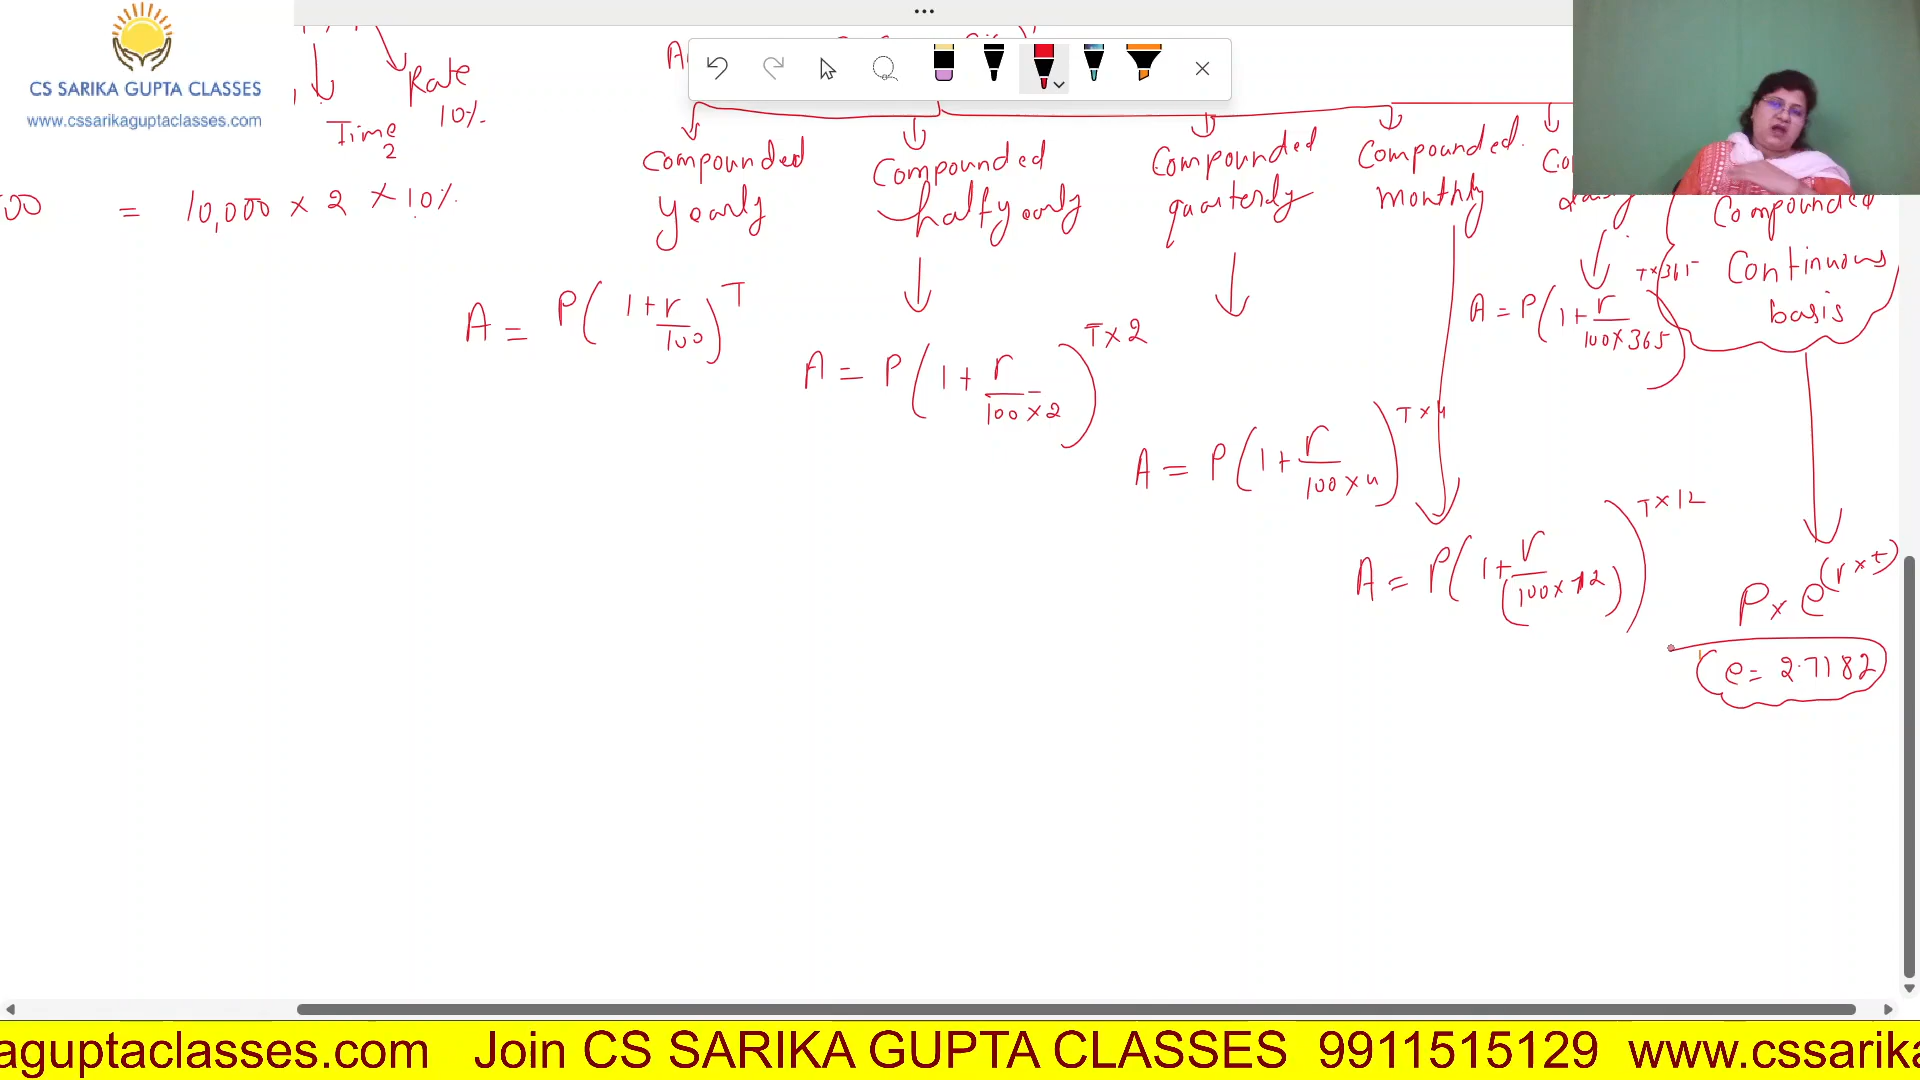 CS SARIKA GUPTA CLASSES
www.cssarikaguptaclasses.com
Rate
10%
Time
2
= 10,000 × 2 × 10%
Compounded
yearly
Compounded
halfyearly
Compounded
quarterly
Compounded
monthly
Compounded
Continuous
basis
A = P(1+r/100)^T
A = P(1+r/100×2)^T×2
A = P(1+r/100×4)^T×4
A = P(1+r/(100×12))^T×12
A = P(1+r/100×365)^T×365
P × e^(r×t)
e = 2.7182
aguptaclasses.com Join CS SARIKA GUPTA CLASSES 9911515129 www.cssarika